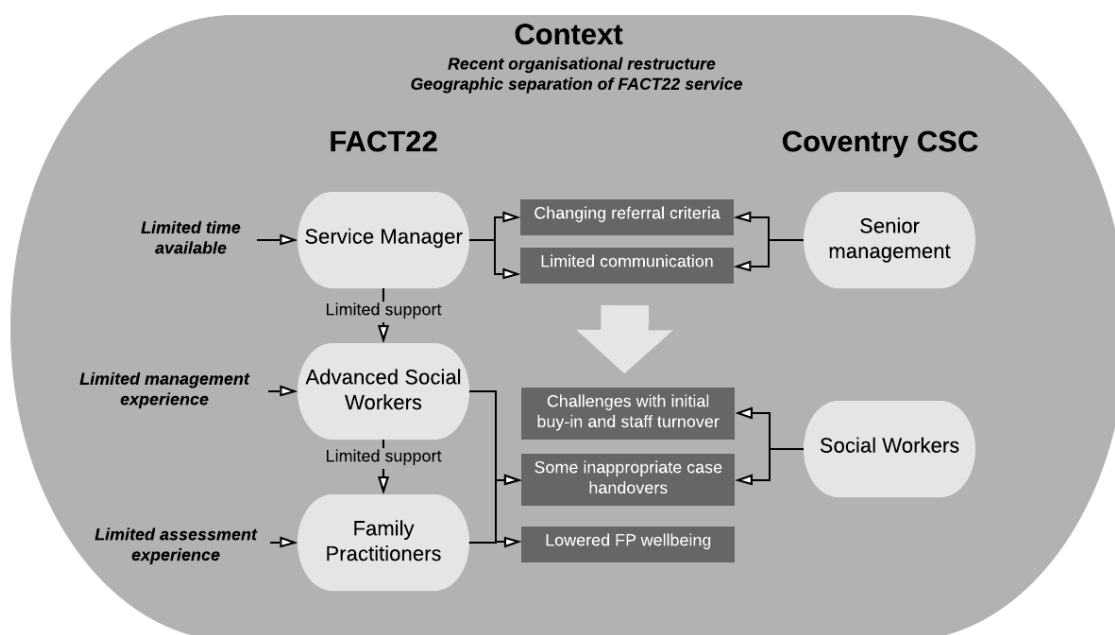 Context
Recent organisational restructure
Geographic separation of FACT22 service
FACT22
Coventry CSC
Limited time
available
Service Manager
Changing referral criteria
Limited communication
Senior
management
Limited support
Limited management
experience
Advanced Social
Workers
Challenges with initial
buy-in and staff turnover
Social Workers
Limited support
Some inappropriate case
handovers
Limited assessment
experience
Family
Practitioners
Lowered FP wellbeing